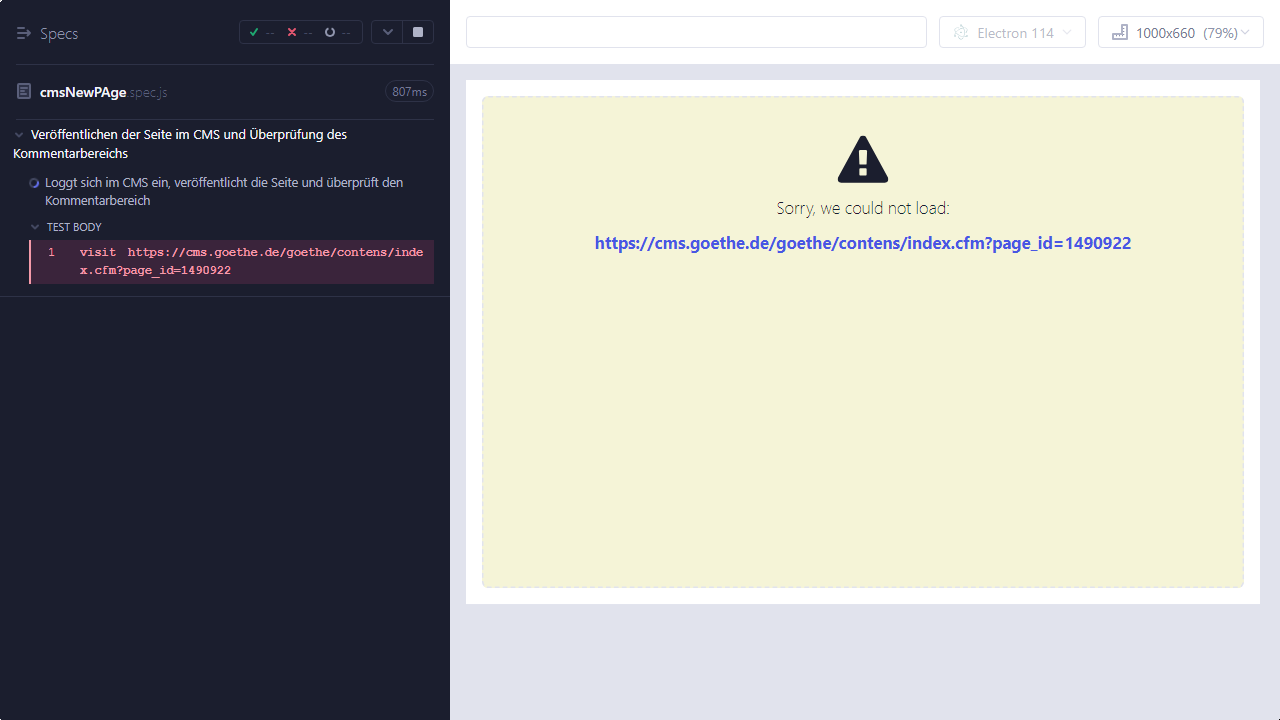 Specs
-- -- --
Electron 114
1000x660 (79%)
cmsNewPAge.spec.js
807ms
Veröffentlichen der Seite im CMS und Überprüfung des
Kommentarbereichs
Loggt sich im CMS ein, veröffentlicht die Seite und überprüft den
Kommentarbereich
TEST BODY
1 visit https://cms.goethe.de/goethe/contens/inde
x.cfm?page_id=1490922
Sorry, we could not load:
https://cms.goethe.de/goethe/contens/index.cfm?page_id=1490922